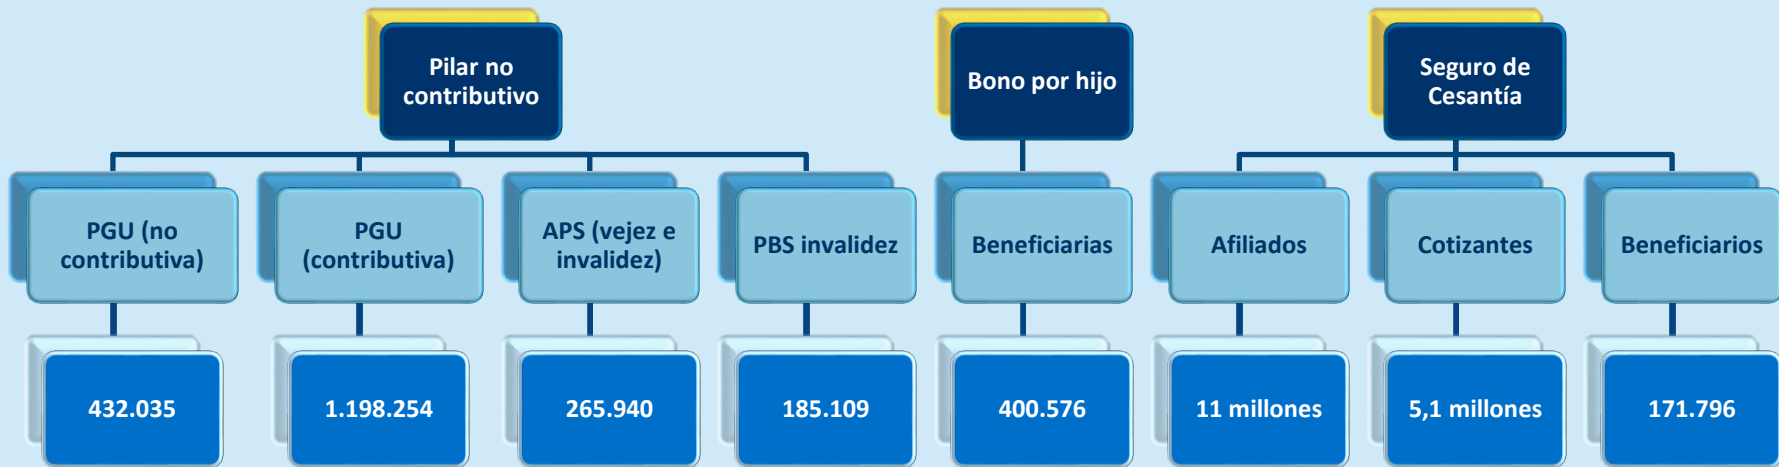 Pilar no
contributivo
Bono por hijo
Seguro de
Cesantía
PGU (no
contributiva)
PGU
(contributiva)
APS (vejez e
invalidez)
PBS invalidez
Beneficiarias
Afiliados
Cotizantes
Beneficiarios
432.035
1.198.254
265.940
185.109
400.576
11 millones
5,1 millones
171.796